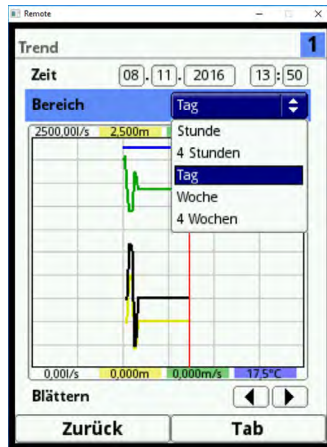 Remote
Trend 1
Zeit 08. 11. 2016 13:50
Bereich Tag
2500,00l/s 2,500m
Stunde
4 Stunden
Tag
Woche
4 Wochen
0,00l/s 0,000m 0,000m/s 17,5°C
Blättern
Zurück Tab